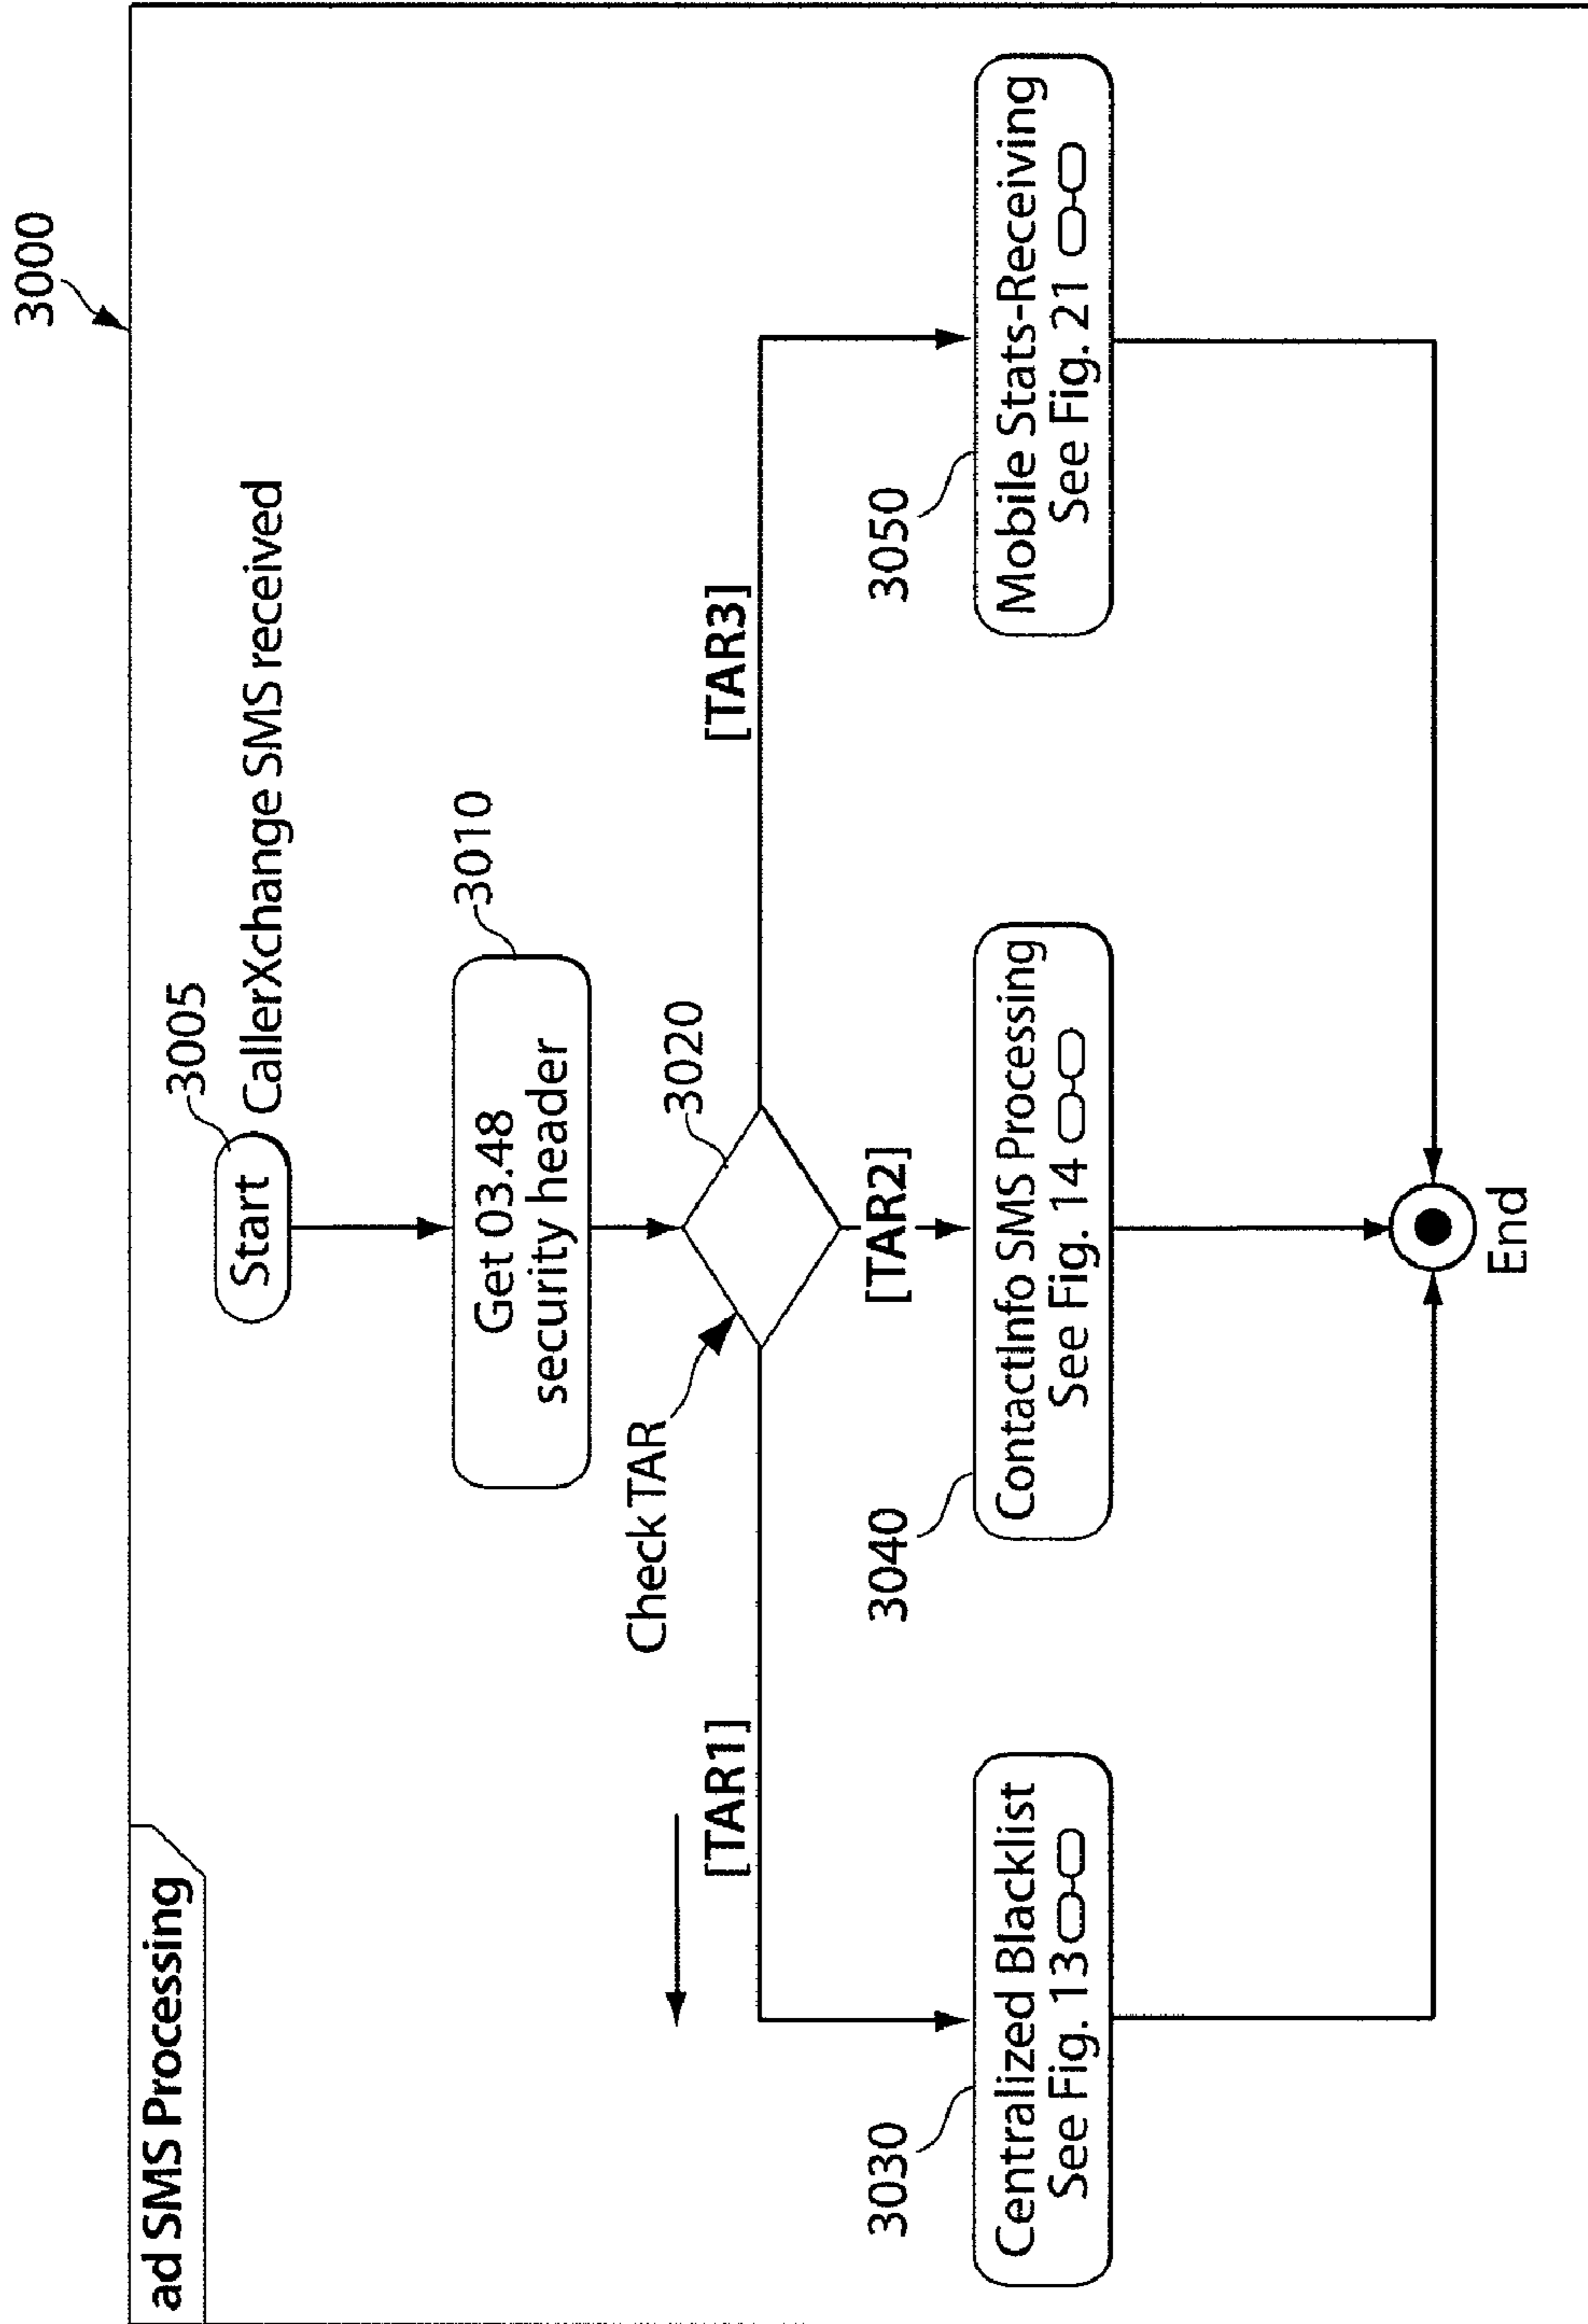 3000
ad SMS Processing
3005
Start
CallerXchange SMS received
3010
Get 03.48
security header
3020
Check TAR
[TAR1]
[TAR2]
[TAR3]
3030
Centralized Blacklist
See Fig. 13
3040
ContactInfo SMS Processing
See Fig. 14
3050
Mobile Stats-Receiving
See Fig. 21
End